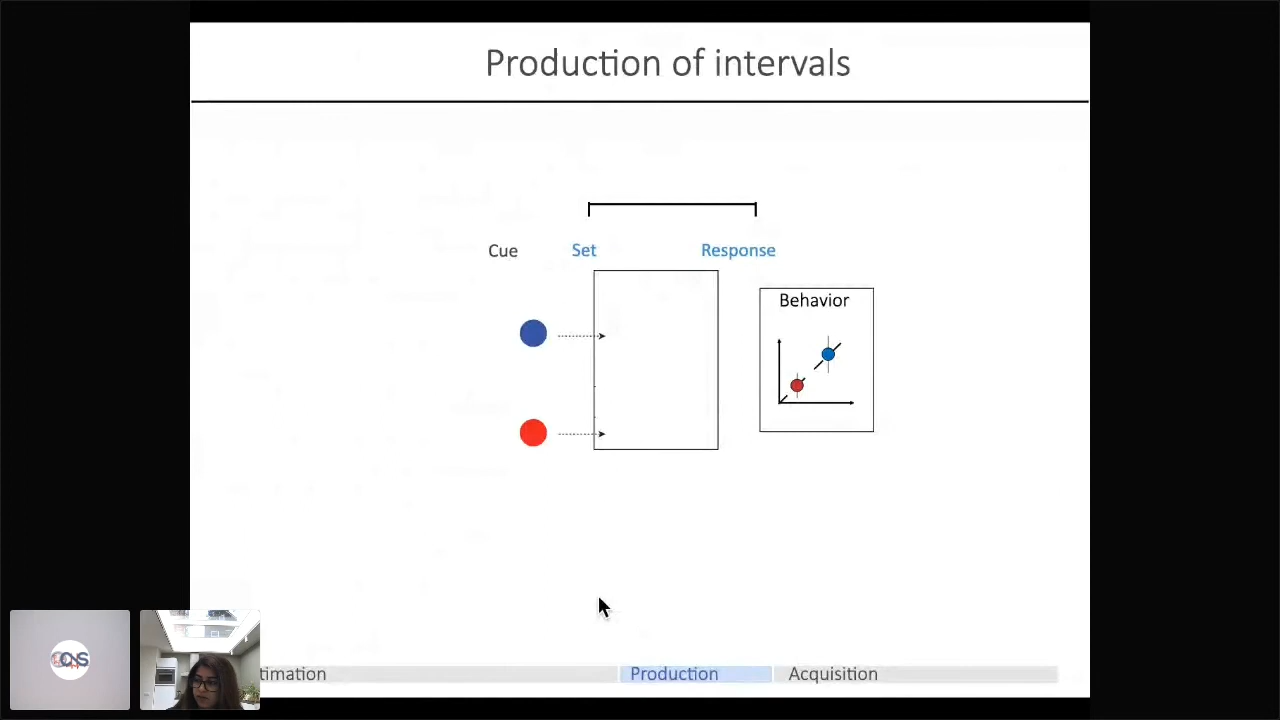 Production of intervals
Cue Set Response
Behavior
timation Production Acquisition